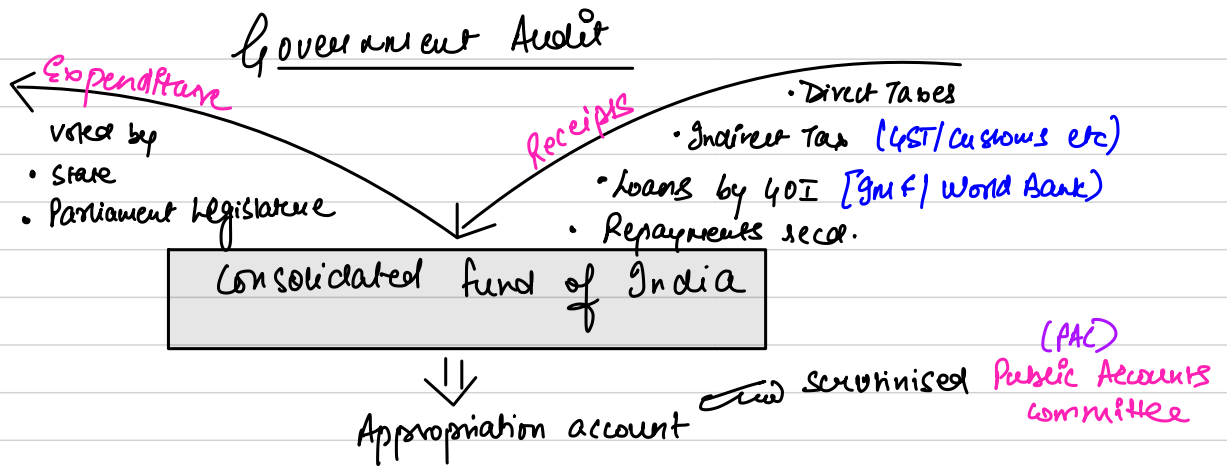 Government Audit
Expenditure
Voted by
• State
• Parliament Legislature
Receipts
• Direct Taxes
• Indirect Tax (GST/Customs etc)
• Loans by GOI [IMF/ World Bank)
• Repayments recd.
Consolidated fund of India
Appropriation account
scrutinised
(PAC)
Public Accounts
committee